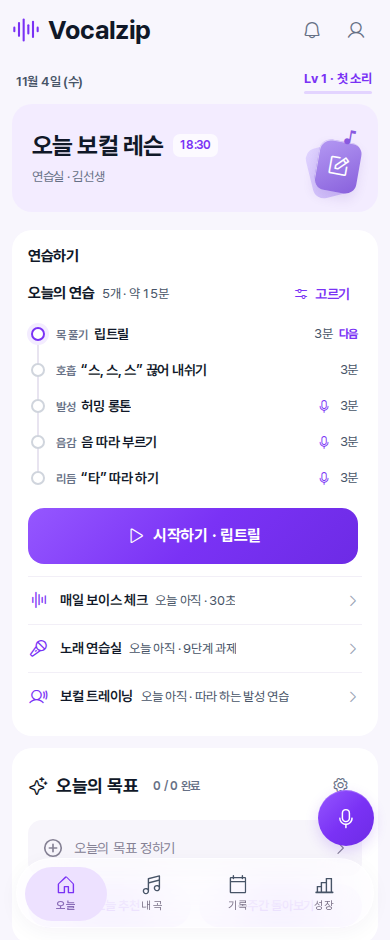 Vocalzip
11월 4일 (수)
Lv 1 · 첫 소리
오늘 보컬 레슨 18:30
연습실 · 김선생
연습하기
오늘의 연습 5개 · 약 15분 고르기
목 풀기 립트릴 3분 다음
호흡 “스, 스, 스” 끊어 내쉬기 3분
발성 허밍 롱톤 3분
음감 음 따라 부르기 3분
리듬 “타” 따라 하기 3분
시작하기 · 립트릴
매일 보이스 체크 오늘 아직 · 30초
노래 연습실 오늘 아직 · 9단계 과제
보컬 트레이닝 오늘 아직 · 따라 하는 발성 연습
오늘의 목표 0 / 0 완료
오늘의 목표 정하기
오늘 내 곡 기록 성장